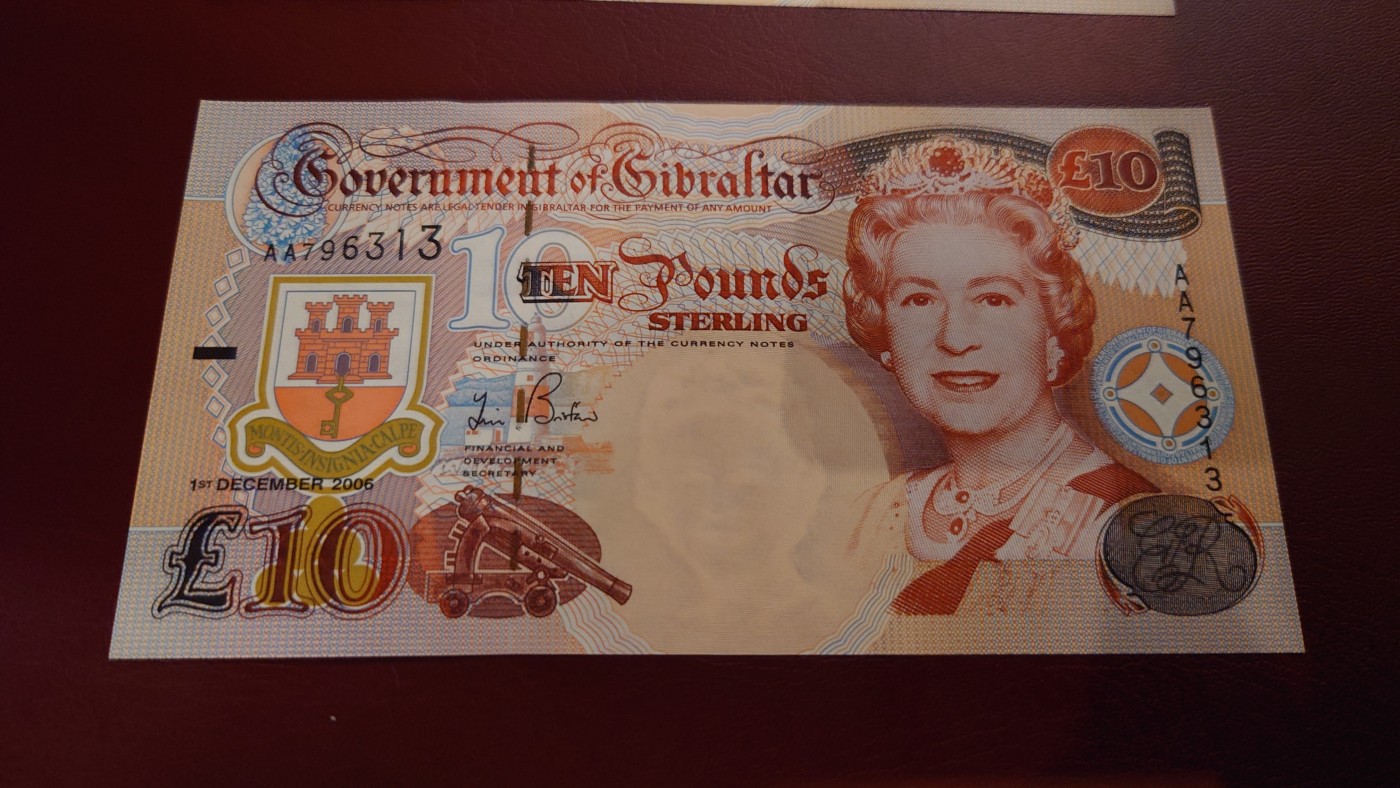 Government of Gibraltar
£10
CURRENCY NOTES ARE LEGAL TENDER IN GIBRALTAR FOR THE PAYMENT OF ANY AMOUNT
AA796313
10
TEN Pounds
STERLING
UNDER AUTHORITY OF THE CURRENCY NOTES
ORDINANCE
AA796313
MONTIS·INSIGNIA·CALPE
FINANCIAL AND
DEVELOPMENT
SECRETARY
1ST DECEMBER 2006
£10